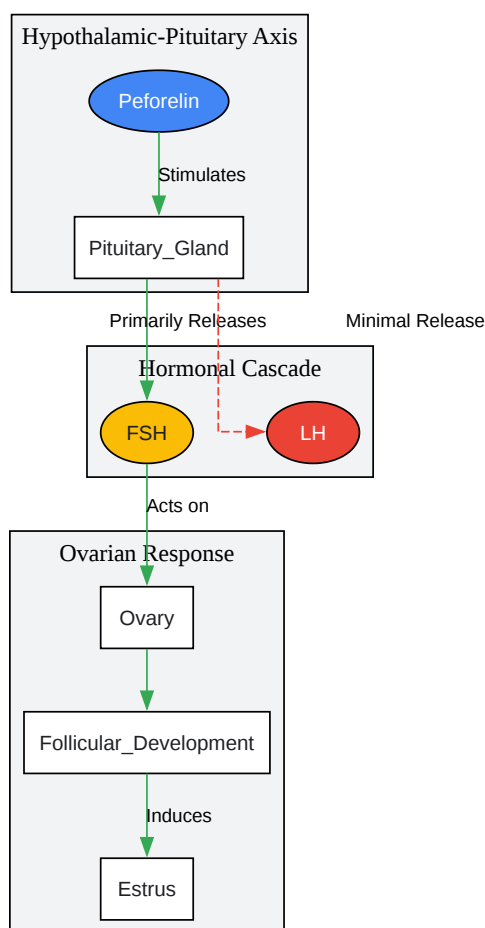 Hypothalamic-Pituitary Axis
Peforelin
Stimulates
Pituitary_Gland
Primarily Releases
Minimal Release
Hormonal Cascade
FSH
LH
Acts on
Ovarian Response
Ovary
Follicular_Development
Induces
Estrus